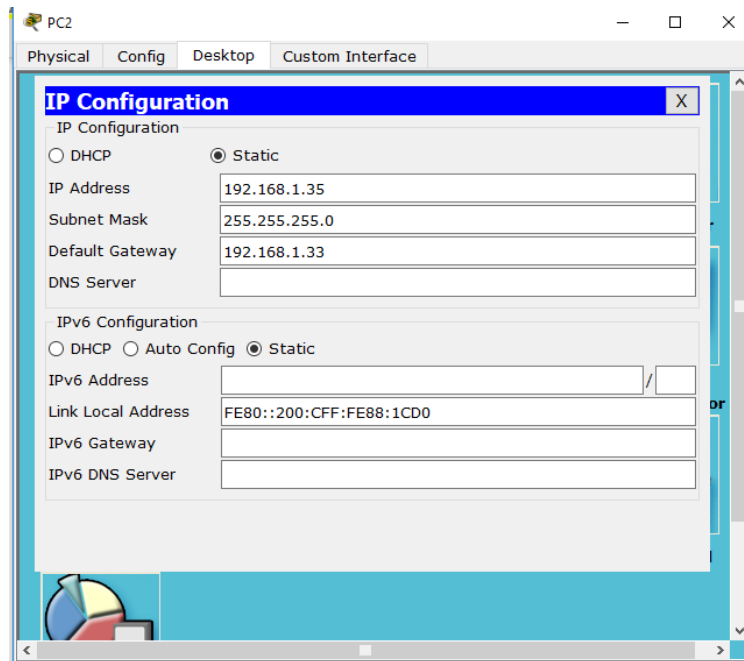 PC2
Physical Config Desktop Custom Interface
IP Configuration X
IP Configuration
DHCP Static
IP Address 192.168.1.35
Subnet Mask 255.255.255.0
Default Gateway 192.168.1.33
DNS Server
IPv6 Configuration
DHCP Auto Config Static
IPv6 Address /
Link Local Address FE80::200:CFF:FE88:1CD0
or
IPv6 Gateway
IPv6 DNS Server